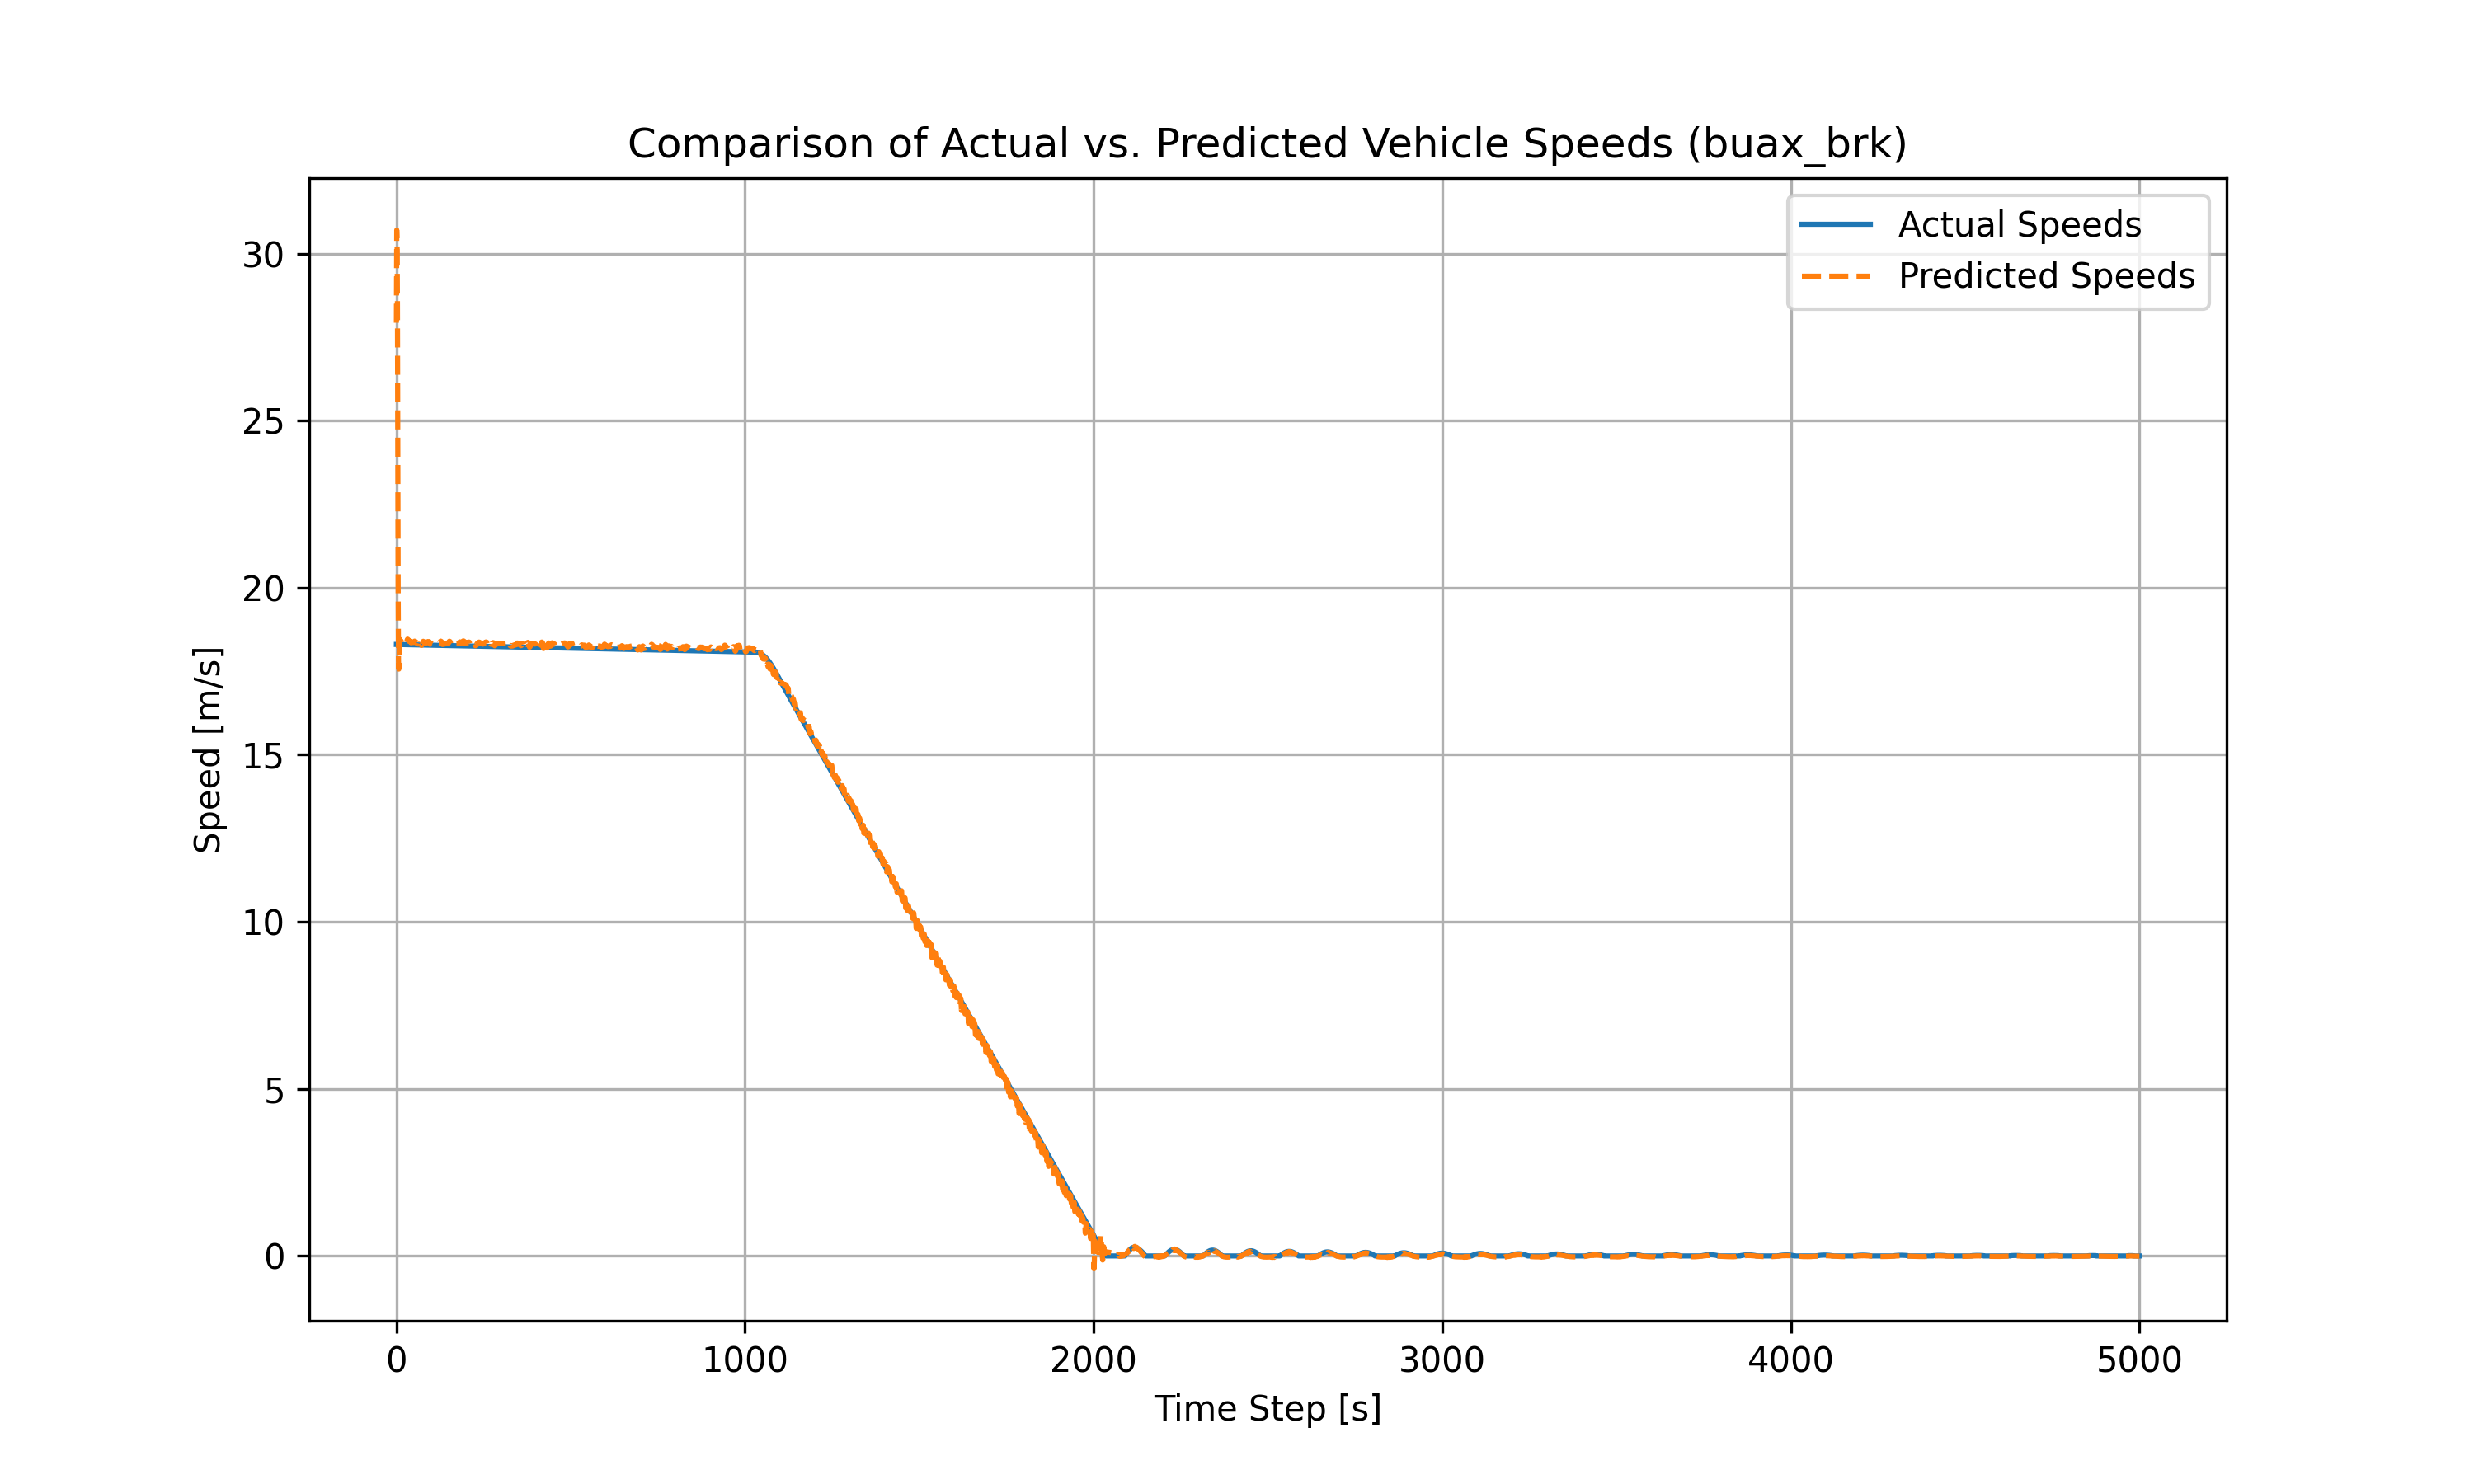 Comparison of Actual vs. Predicted Vehicle Speeds (buax_brk)
Actual Speeds
Predicted Speeds
Speed [m/s]
30
25
20
15
10
5
0
0 1000 2000 3000 4000 5000
Time Step [s]